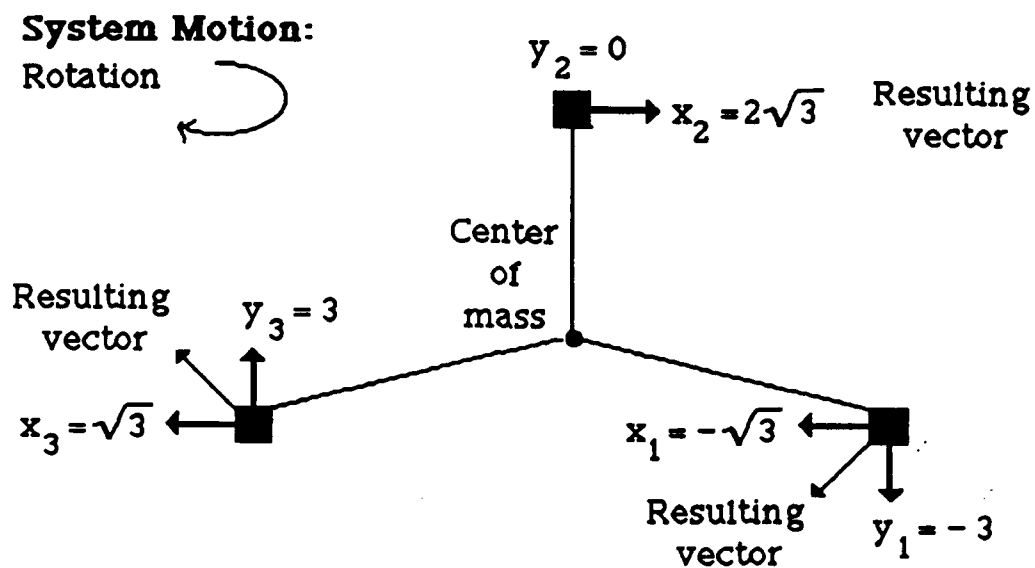 System Motion:
Rotation
y₂ = 0
x₂ = 2√3
Resulting
vector
Center
of
mass
Resulting
vector
y₃ = 3
x₃ = √3
x₁ = -√3
Resulting
vector
y₁ = - 3